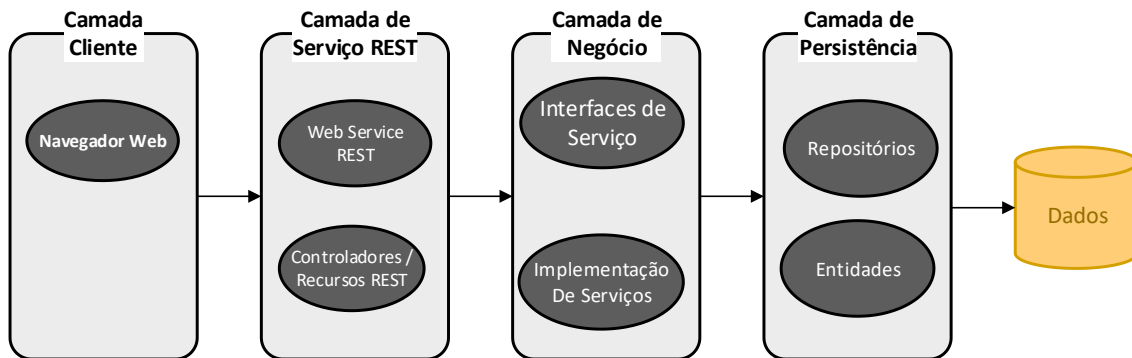 Camada
Cliente
Navegador Web
Camada de
Serviço REST
Web Service
REST
Controladores /
Recursos REST
Camada de
Negócio
Interfaces de
Serviço
Implementação
De Serviços
Camada de
Persistência
Repositórios
Entidades
Dados